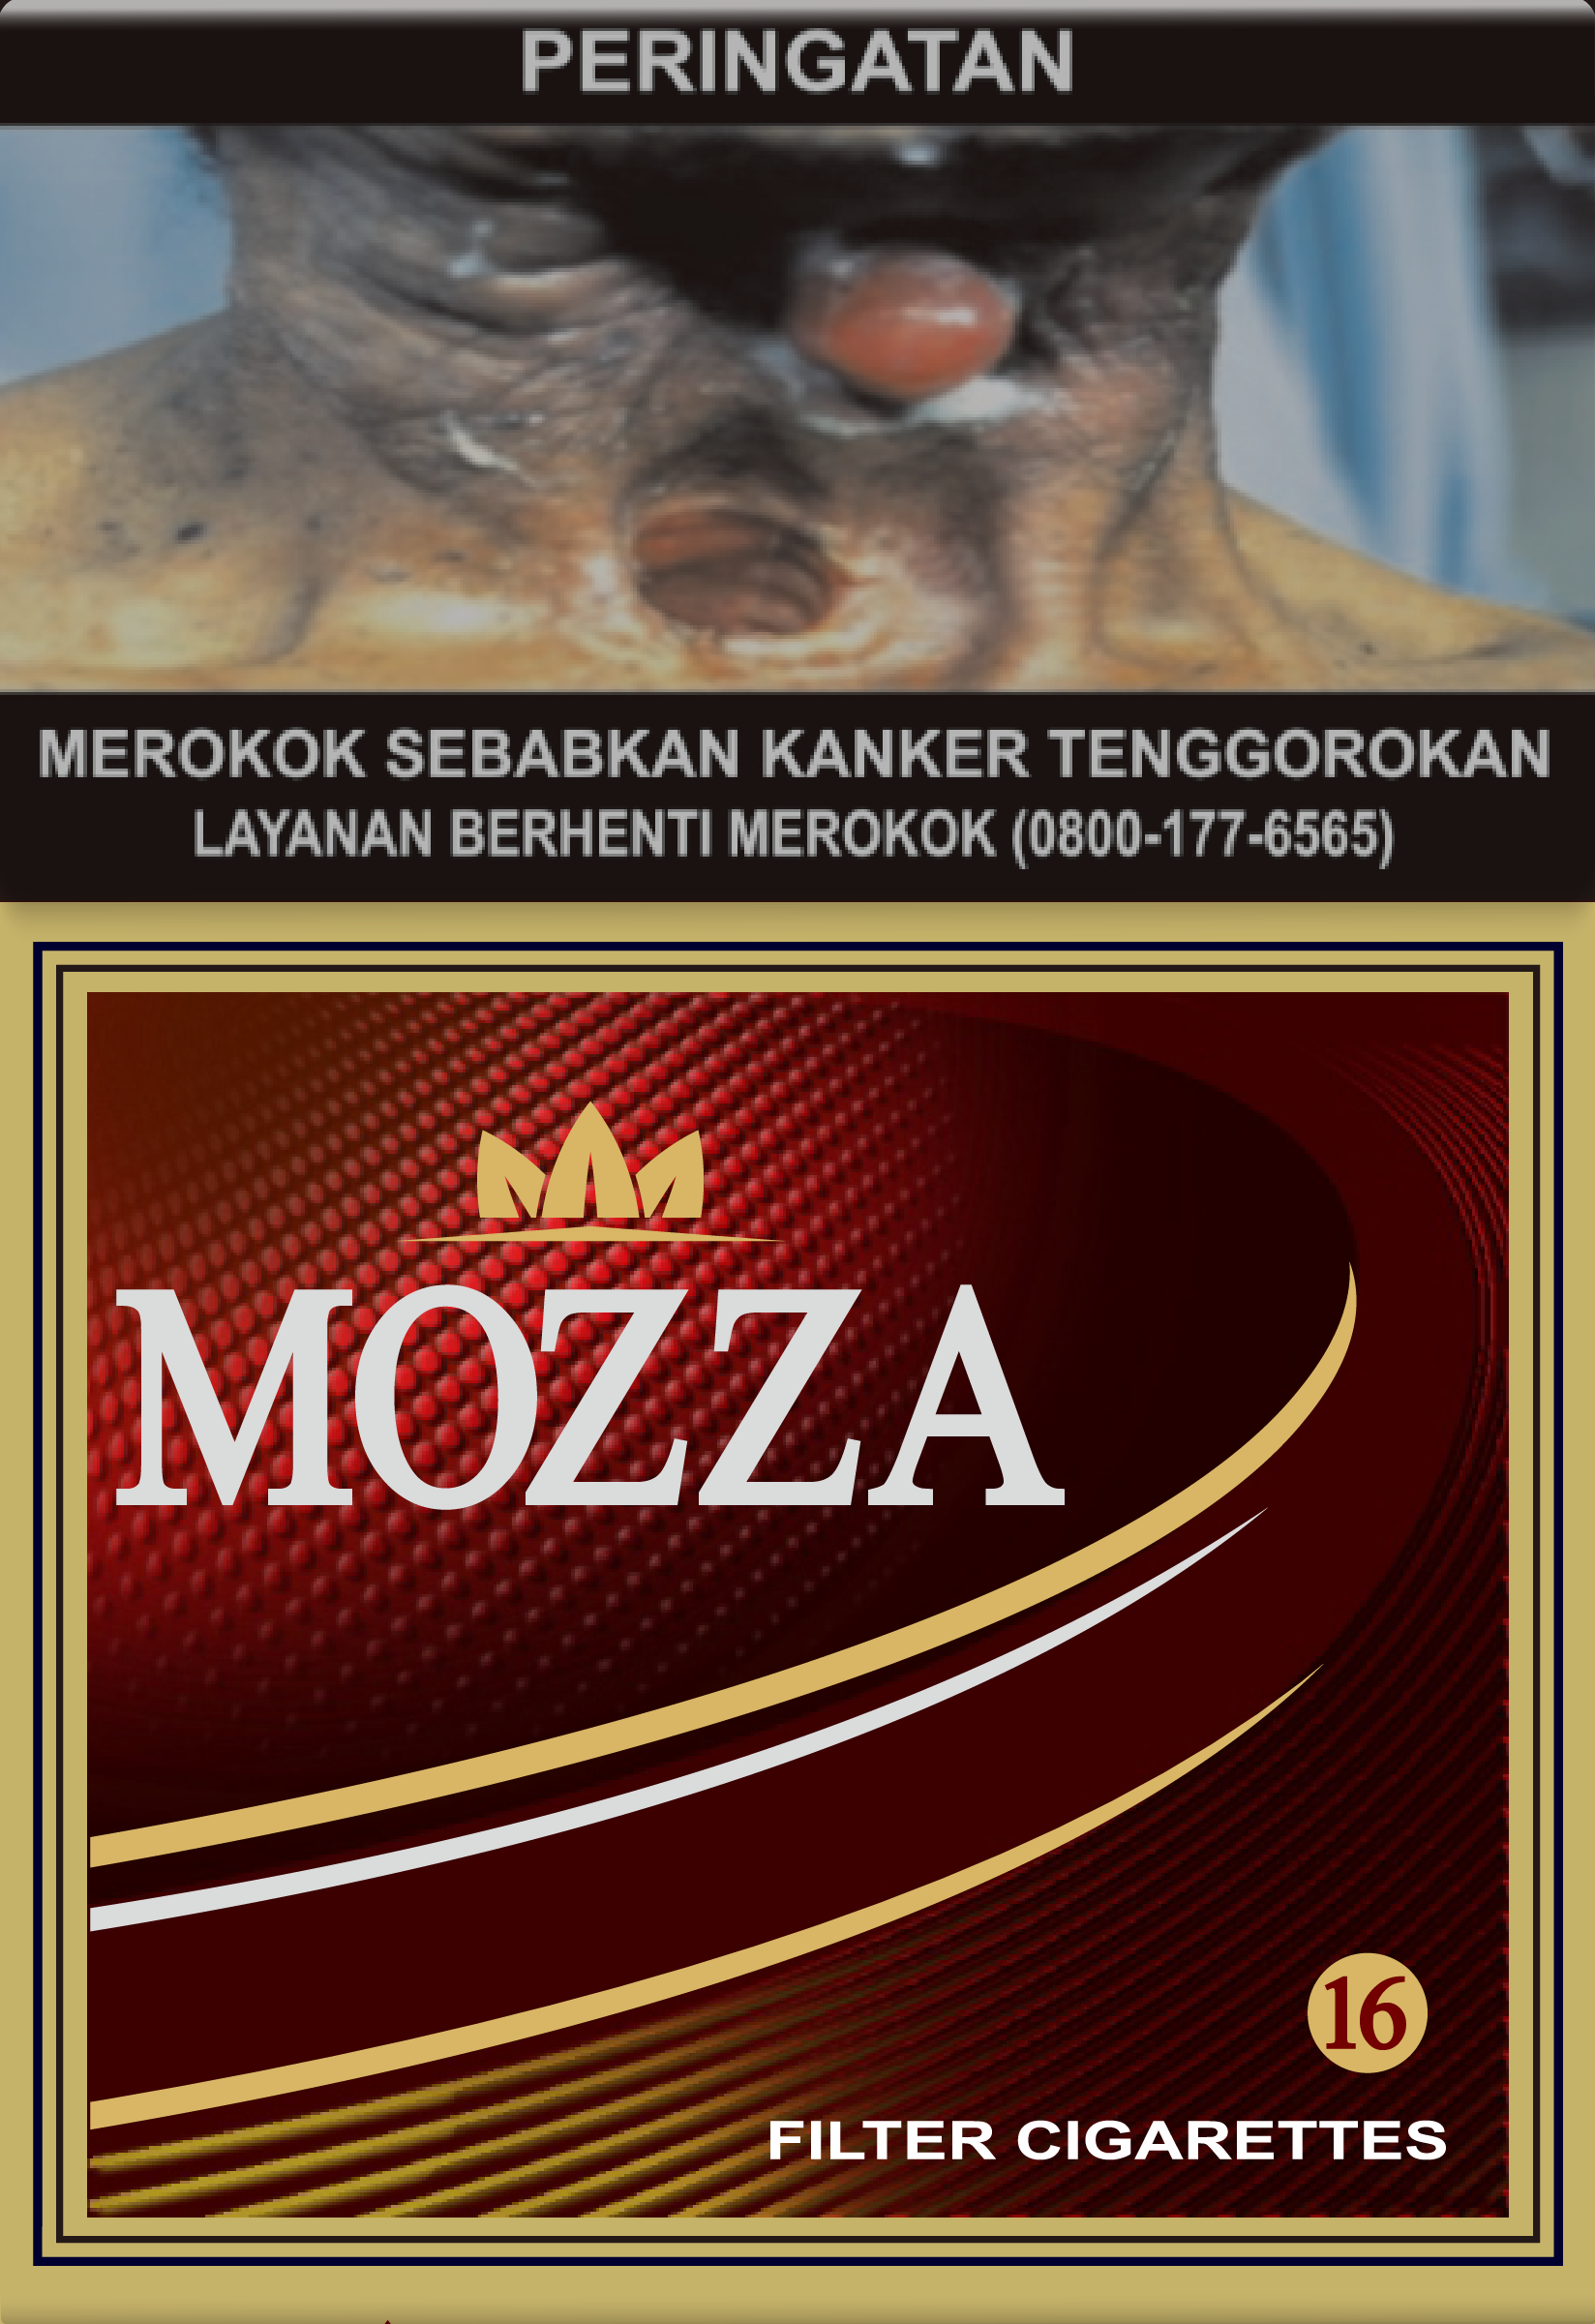 PERINGATAN
MEROKOK SEBABKAN KANKER TENGGOROKAN
LAYANAN BERHENTI MEROKOK (0800-177-6565)
MOZZA
16
FILTER CIGARETTES